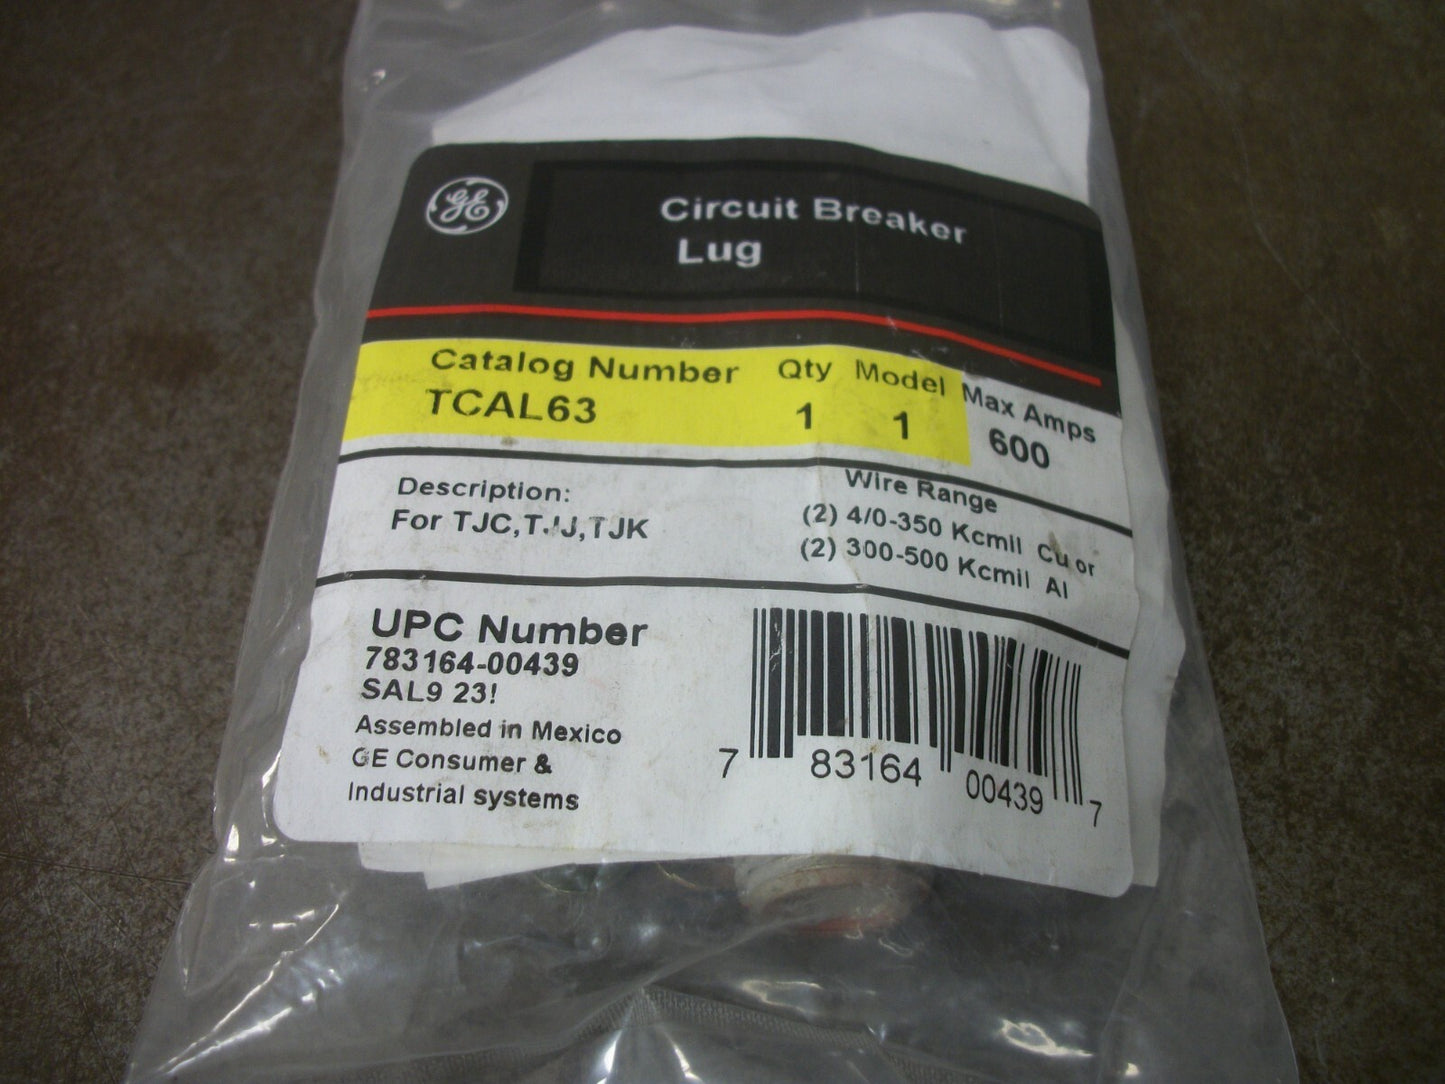 GE
Circuit Breaker
Lug
Catalog Number Qty Model Max Amps
TCAL63 1 1 600
Description:
For TJC,TJJ,TJK
Wire Range
(2) 4/0-350 Kcmil Cu or
(2) 300-500 Kcmil Al
UPC Number
783164-00439
SAL9 23!
Assembled in Mexico
GE Consumer &
Industrial systems
7 83164 00439 7